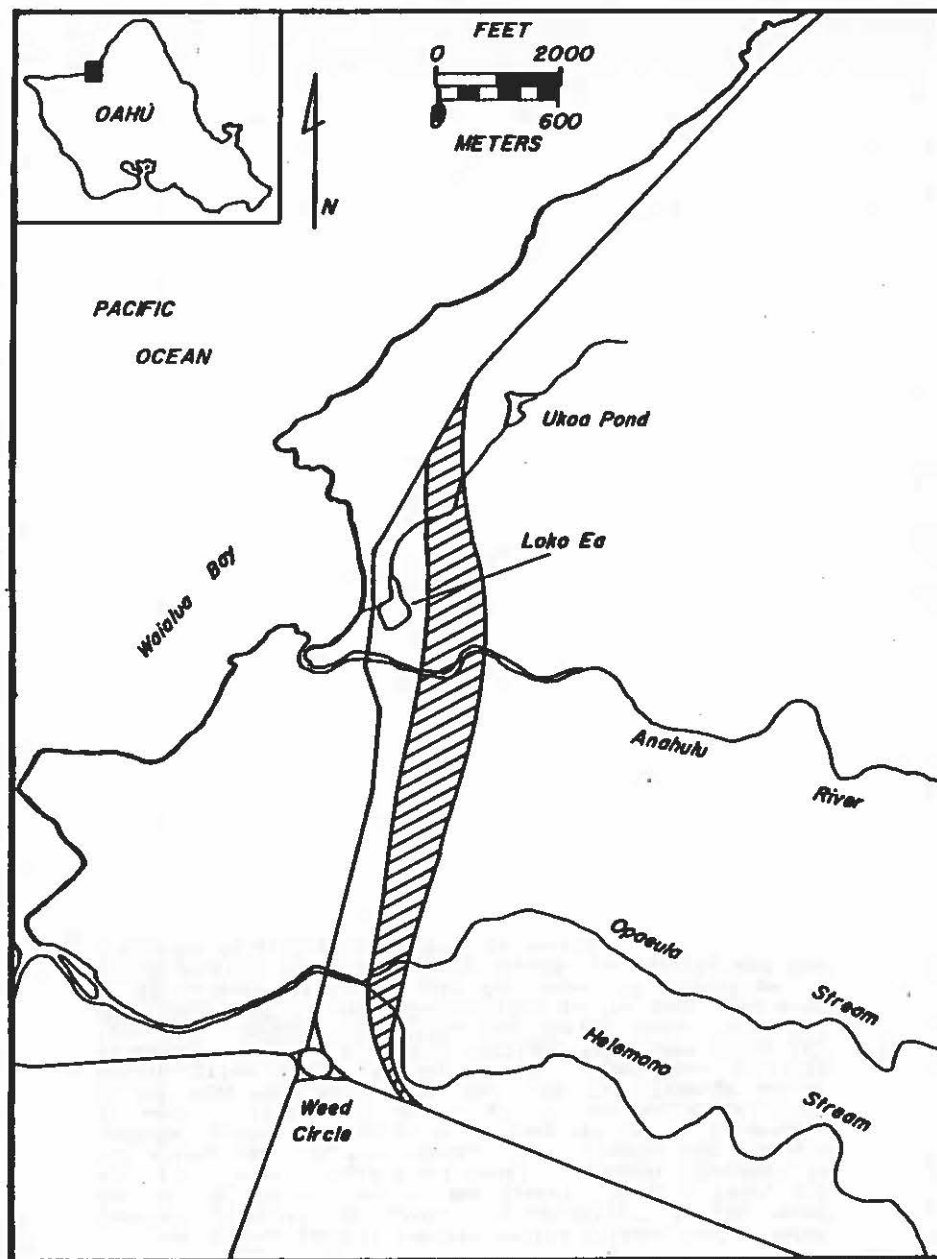 FEET
0 2000
OAHU
0 600
METERS
N
PACIFIC
OCEAN
Ukoa Pond
Loko Ea
Waialua Bay
Anahulu
River
Opaeula
Stream
Helemano
Stream
Weed
Circle